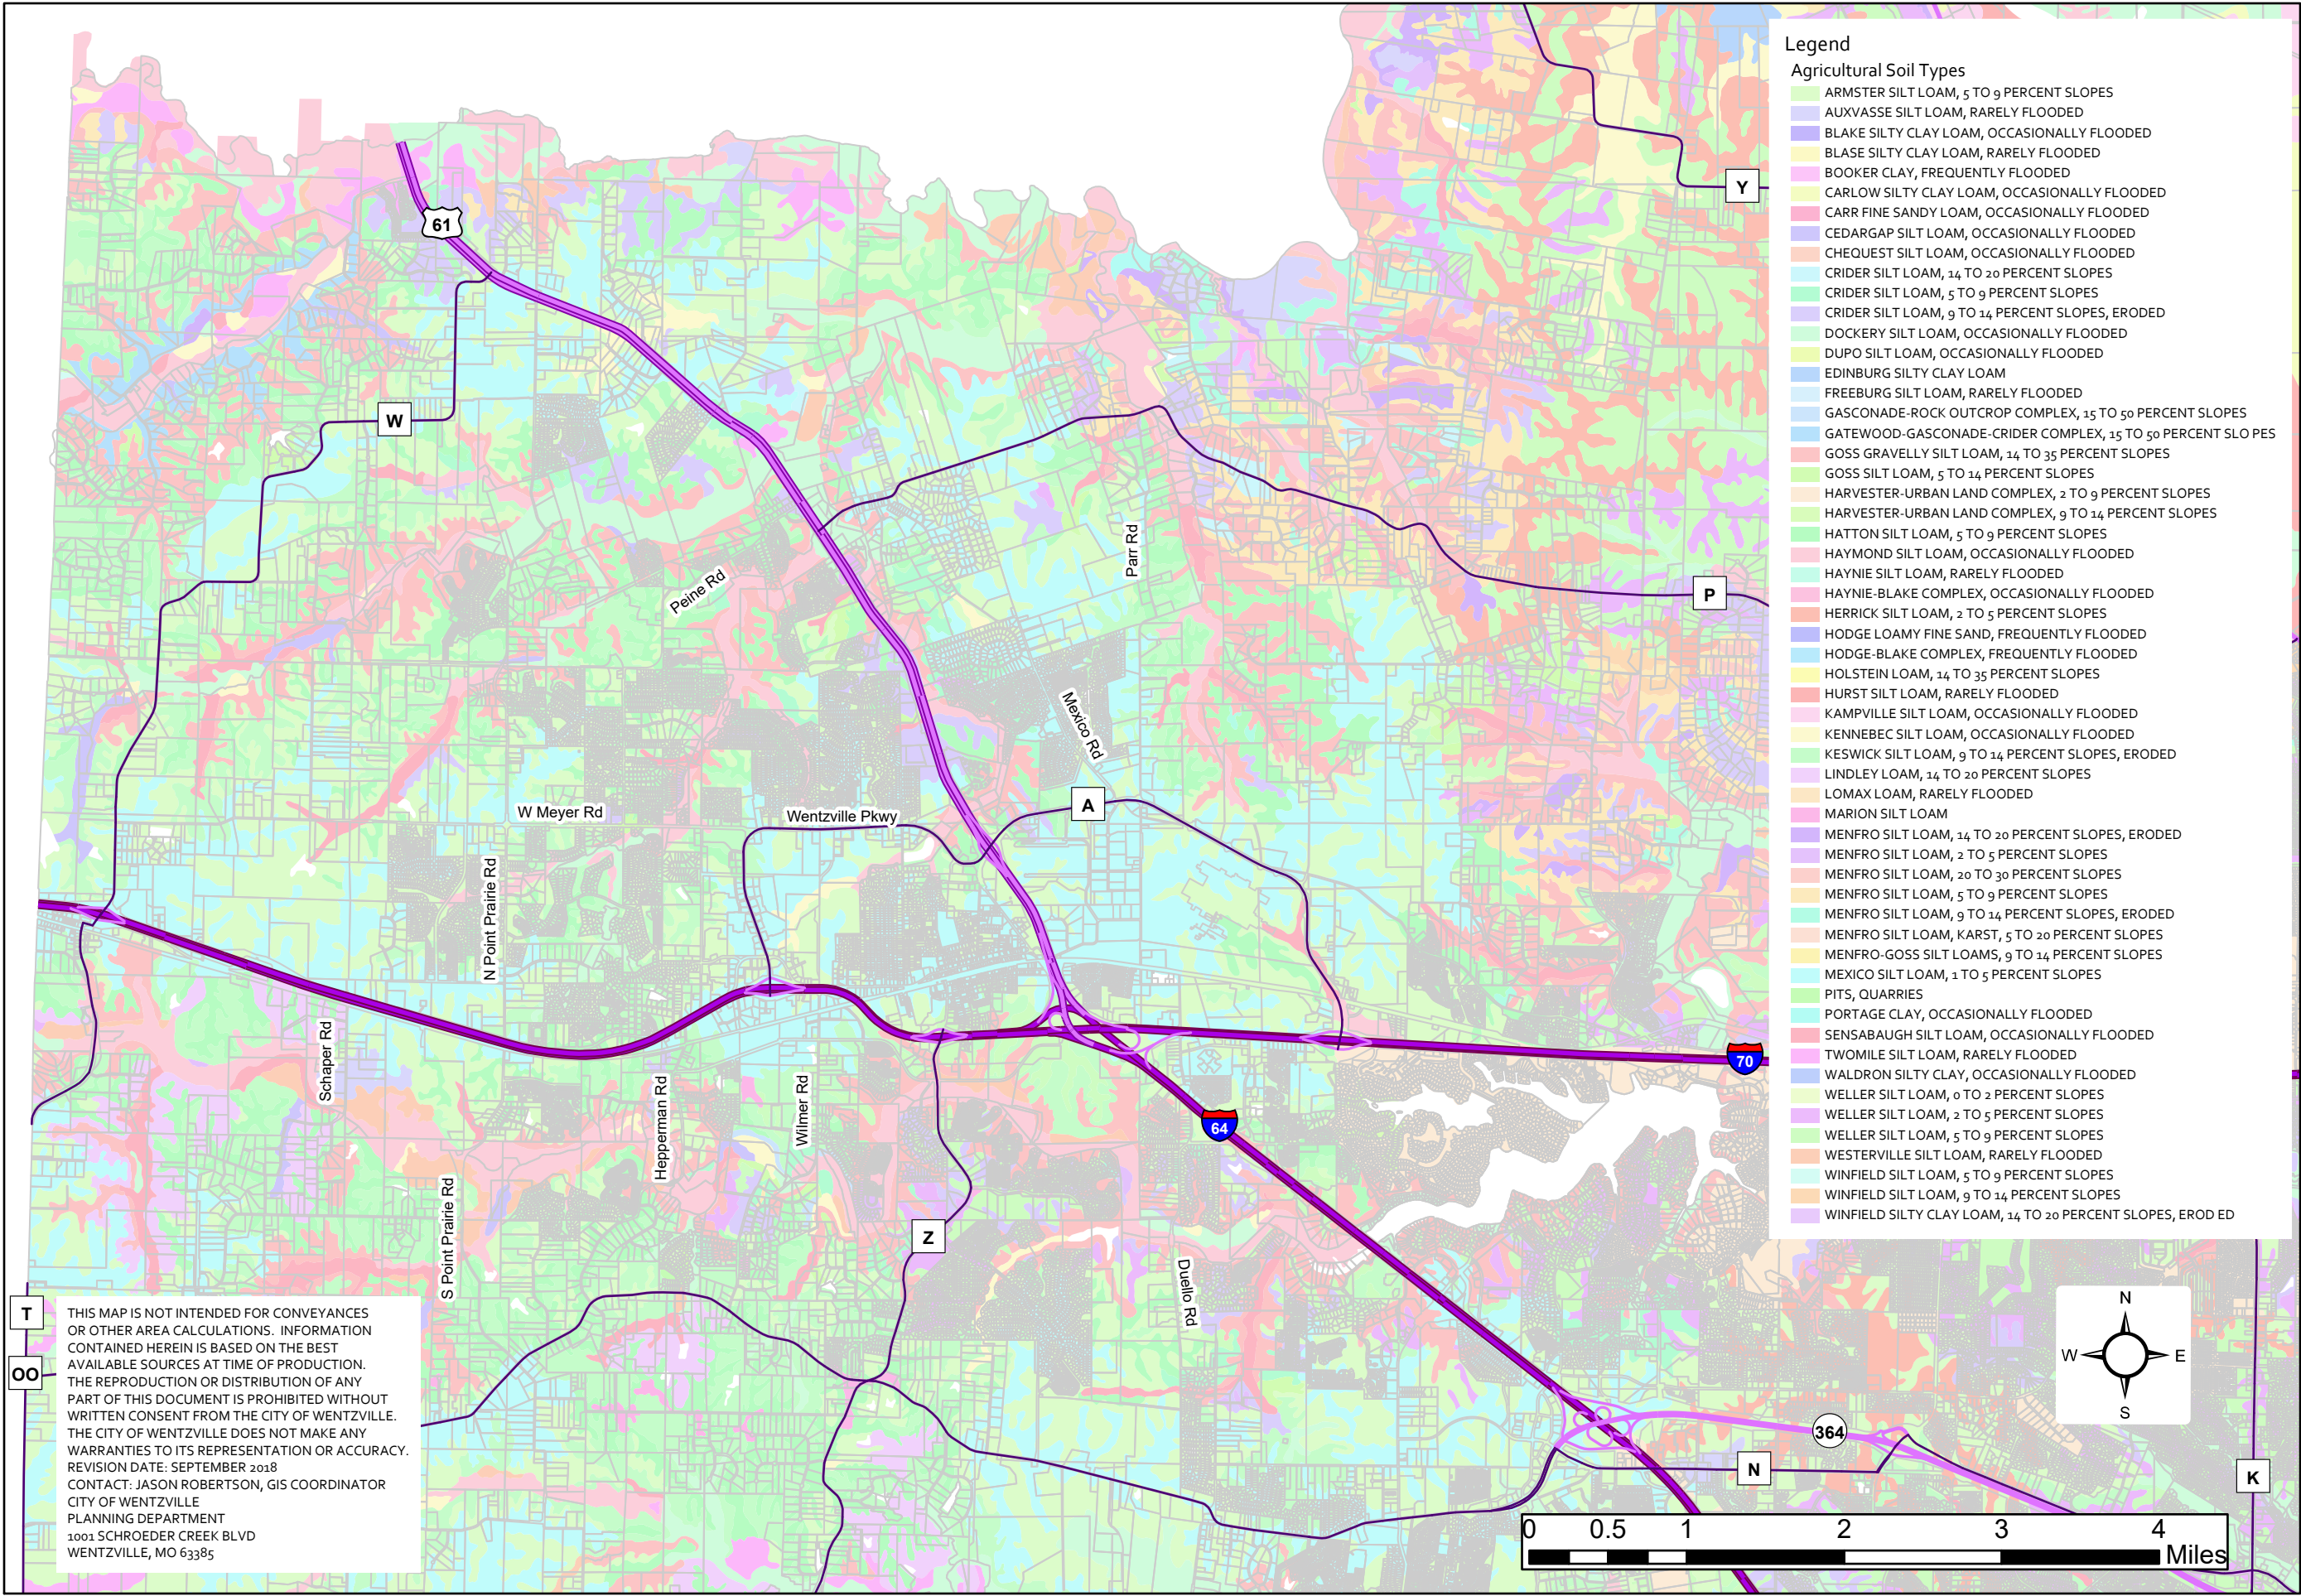 Legend
Agricultural Soil Types
ARMSTER SILT LOAM, 5 TO 9 PERCENT SLOPES
AUXVASSE SILT LOAM, RARELY FLOODED
BLAKE SILTY CLAY LOAM, OCCASIONALLY FLOODED
BLASE SILTY CLAY LOAM, RARELY FLOODED
BOOKER CLAY, FREQUENTLY FLOODED
CARLOW SILTY CLAY LOAM, OCCASIONALLY FLOODED
CARR FINE SANDY LOAM, OCCASIONALLY FLOODED
CEDARGAP SILT LOAM, OCCASIONALLY FLOODED
CHEQUEST SILT LOAM, OCCASIONALLY FLOODED
CRIDER SILT LOAM, 14 TO 20 PERCENT SLOPES
CRIDER SILT LOAM, 5 TO 9 PERCENT SLOPES
CRIDER SILT LOAM, 9 TO 14 PERCENT SLOPES, ERODED
DOCKERY SILT LOAM, OCCASIONALLY FLOODED
DUPO SILT LOAM, OCCASIONALLY FLOODED
EDINBURG SILTY CLAY LOAM
FREEBURG SILT LOAM, RARELY FLOODED
GASCONADE-ROCK OUTCROP COMPLEX, 15 TO 50 PERCENT SLOPES
GATEWOOD-GASCONADE-CRIDER COMPLEX, 15 TO 50 PERCENT SLO PES
GOSS GRAVELLY SILT LOAM, 14 TO 35 PERCENT SLOPES
GOSS SILT LOAM, 5 TO 14 PERCENT SLOPES
HARVESTER-URBAN LAND COMPLEX, 2 TO 9 PERCENT SLOPES
HARVESTER-URBAN LAND COMPLEX, 9 TO 14 PERCENT SLOPES
HATTON SILT LOAM, 5 TO 9 PERCENT SLOPES
HAYMOND SILT LOAM, OCCASIONALLY FLOODED
HAYNIE SILT LOAM, RARELY FLOODED
HAYNIE-BLAKE COMPLEX, OCCASIONALLY FLOODED
HERRICK SILT LOAM, 2 TO 5 PERCENT SLOPES
HODGE LOAMY FINE SAND, FREQUENTLY FLOODED
HODGE-BLAKE COMPLEX, FREQUENTLY FLOODED
HOLSTEIN LOAM, 14 TO 35 PERCENT SLOPES
HURST SILT LOAM, RARELY FLOODED
KAMPVILLE SILT LOAM, OCCASIONALLY FLOODED
KENNEBEC SILT LOAM, OCCASIONALLY FLOODED
KESWICK SILT LOAM, 9 TO 14 PERCENT SLOPES, ERODED
LINDLEY LOAM, 14 TO 20 PERCENT SLOPES
LOMAX LOAM, RARELY FLOODED
MARION SILT LOAM
MENFRO SILT LOAM, 14 TO 20 PERCENT SLOPES, ERODED
MENFRO SILT LOAM, 2 TO 5 PERCENT SLOPES
MENFRO SILT LOAM, 20 TO 30 PERCENT SLOPES
MENFRO SILT LOAM, 5 TO 9 PERCENT SLOPES
MENFRO SILT LOAM, 9 TO 14 PERCENT SLOPES, ERODED
MENFRO SILT LOAM, KARST, 5 TO 20 PERCENT SLOPES
MENFRO-GOSS SILT LOAMS, 9 TO 14 PERCENT SLOPES
MEXICO SILT LOAM, 1 TO 5 PERCENT SLOPES
PITS, QUARRIES
PORTAGE CLAY, OCCASIONALLY FLOODED
SENSABAUGH SILT LOAM, OCCASIONALLY FLOODED
TWOMILE SILT LOAM, RARELY FLOODED
WALDRON SILTY CLAY, OCCASIONALLY FLOODED
WELLER SILT LOAM, 0 TO 2 PERCENT SLOPES
WELLER SILT LOAM, 2 TO 5 PERCENT SLOPES
WELLER SILT LOAM, 5 TO 9 PERCENT SLOPES
WESTERVILLE SILT LOAM, RARELY FLOODED
WINFIELD SILT LOAM, 5 TO 9 PERCENT SLOPES
WINFIELD SILT LOAM, 9 TO 14 PERCENT SLOPES
WINFIELD SILTY CLAY LOAM, 14 TO 20 PERCENT SLOPES, EROD ED
Y
61
W
Parr Rd
Peine Rd
P
Mexico Rd
W Meyer Rd
Wentzville Pkwy
A
N Point Prairie Rd
Schaper Rd
70
Hepperman Rd
Wilmer Rd
64
S Point Prairie Rd
Z
Duello Rd
T
OO
THIS MAP IS NOT INTENDED FOR CONVEYANCES
OR OTHER AREA CALCULATIONS. INFORMATION
CONTAINED HEREIN IS BASED ON THE BEST
AVAILABLE SOURCES AT TIME OF PRODUCTION.
THE REPRODUCTION OR DISTRIBUTION OF ANY
PART OF THIS DOCUMENT IS PROHIBITED WITHOUT
WRITTEN CONSENT FROM THE CITY OF WENTZVILLE.
THE CITY OF WENTZVILLE DOES NOT MAKE ANY
WARRANTIES TO ITS REPRESENTATION OR ACCURACY.
REVISION DATE: SEPTEMBER 2018
CONTACT: JASON ROBERTSON, GIS COORDINATOR
CITY OF WENTZVILLE
PLANNING DEPARTMENT
1001 SCHROEDER CREEK BLVD
WENTZVILLE, MO 63385
N
W E
S
364
N
K
0 0.5 1 2 3 4
Miles